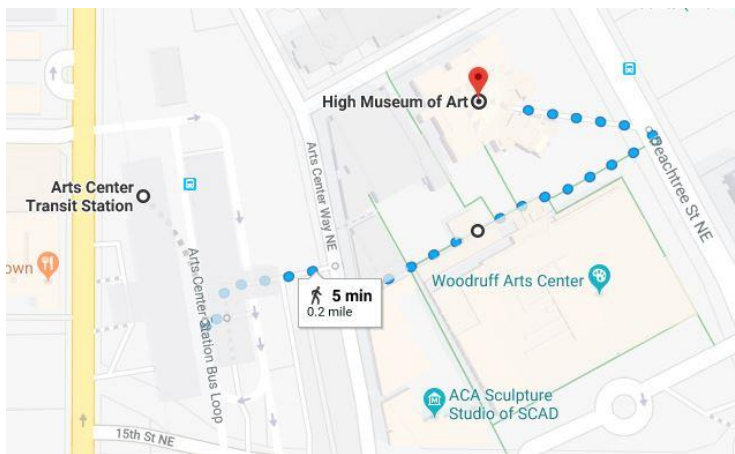 High Museum of Art
Peachtree St NE
Arts Center Way NE
Arts Center
Transit Station
own
5 min
0.2 mile
Woodruff Arts Center
Arts Center Station Bus Loop
ACA Sculpture
Studio of SCAD
15th St NE